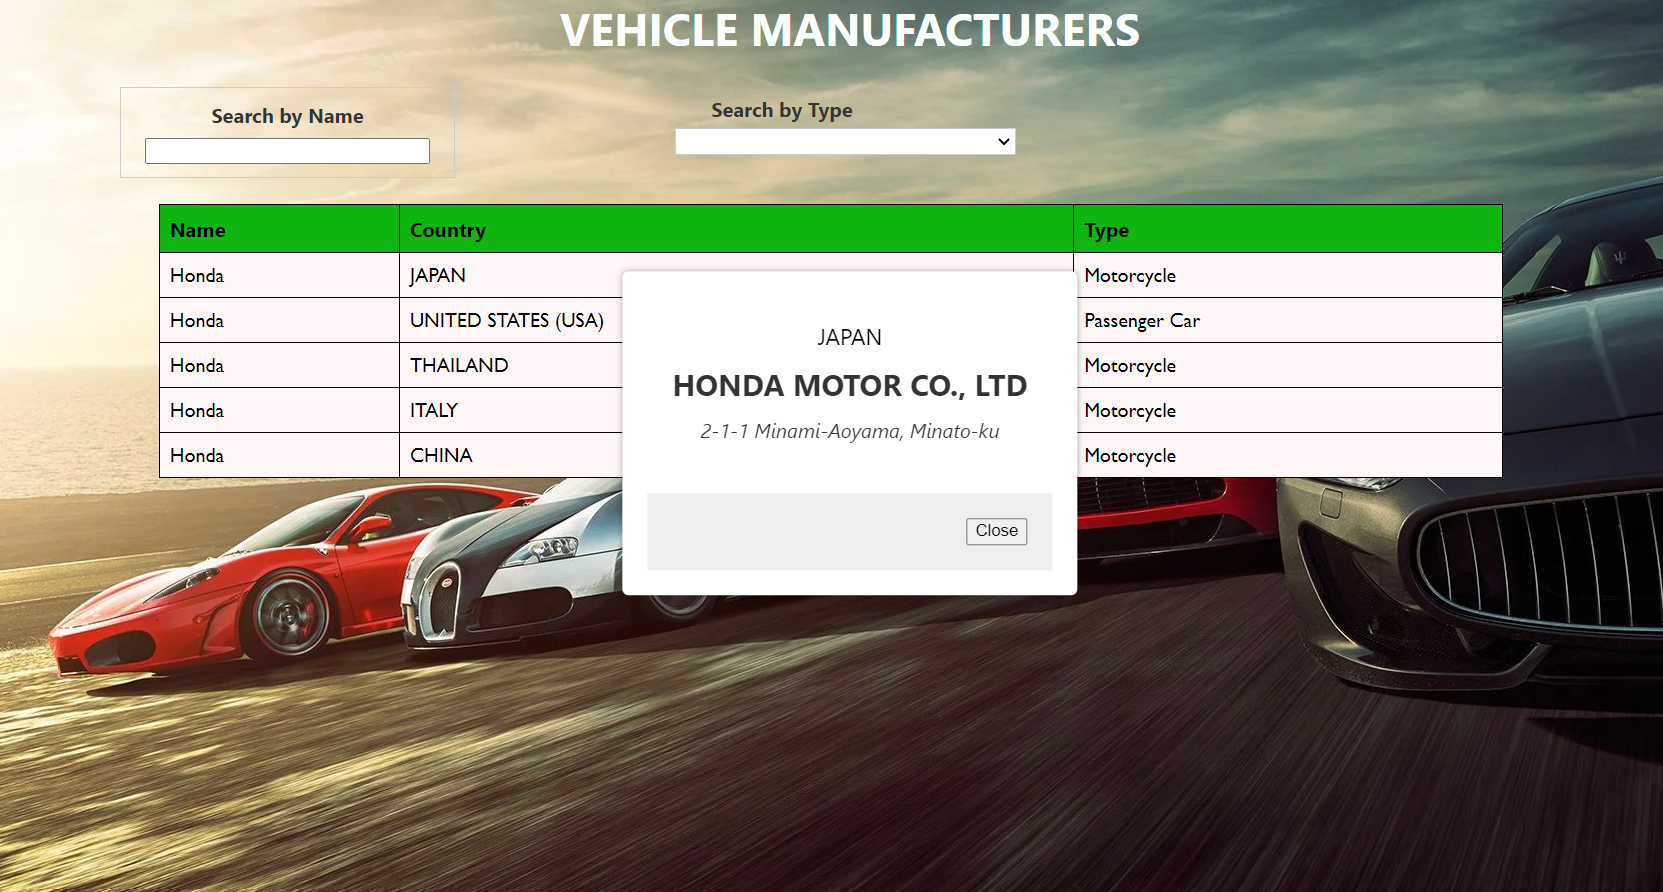 VEHICLE MANUFACTURERS
Search by Name
Search by Type
Name Country Type
Honda JAPAN Motorcycle
Honda UNITED STATES (USA) Passenger Car
Honda THAILAND Motorcycle
Honda ITALY Motorcycle
Honda CHINA Motorcycle
JAPAN
HONDA MOTOR CO., LTD
2-1-1 Minami-Aoyama, Minato-ku
Close